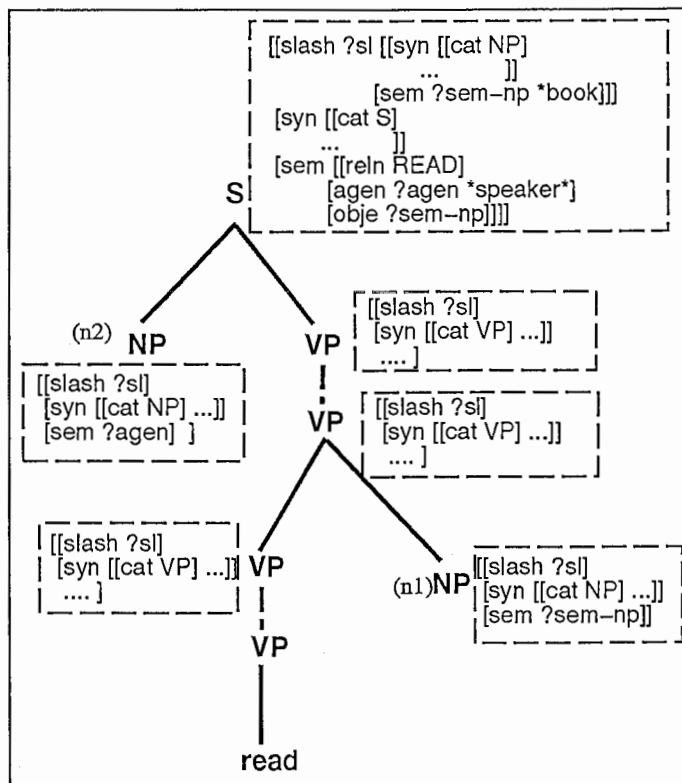 [[slash ?sl [[syn [[cat NP]
... ]]
[sem ?sem-np *book]]]
[syn [[cat S]
... ]]
[sem [[reln READ]
[agen ?agen *speaker*]
[obje ?sem-np]]]]
S
(n2) NP
[[slash ?sl]
[syn [[cat NP] ...]]
[sem ?agen] ]
VP
[[slash ?sl]
[syn [[cat VP] ...]]
.... ]
VP
[[slash ?sl]
[syn [[cat VP] ...]]
.... ]
[[slash ?sl]
[syn [[cat VP] ...]]
.... ]
VP
(n1) NP
[[slash ?sl]
[syn [[cat NP] ...]]
[sem ?sem-np]]
VP
read